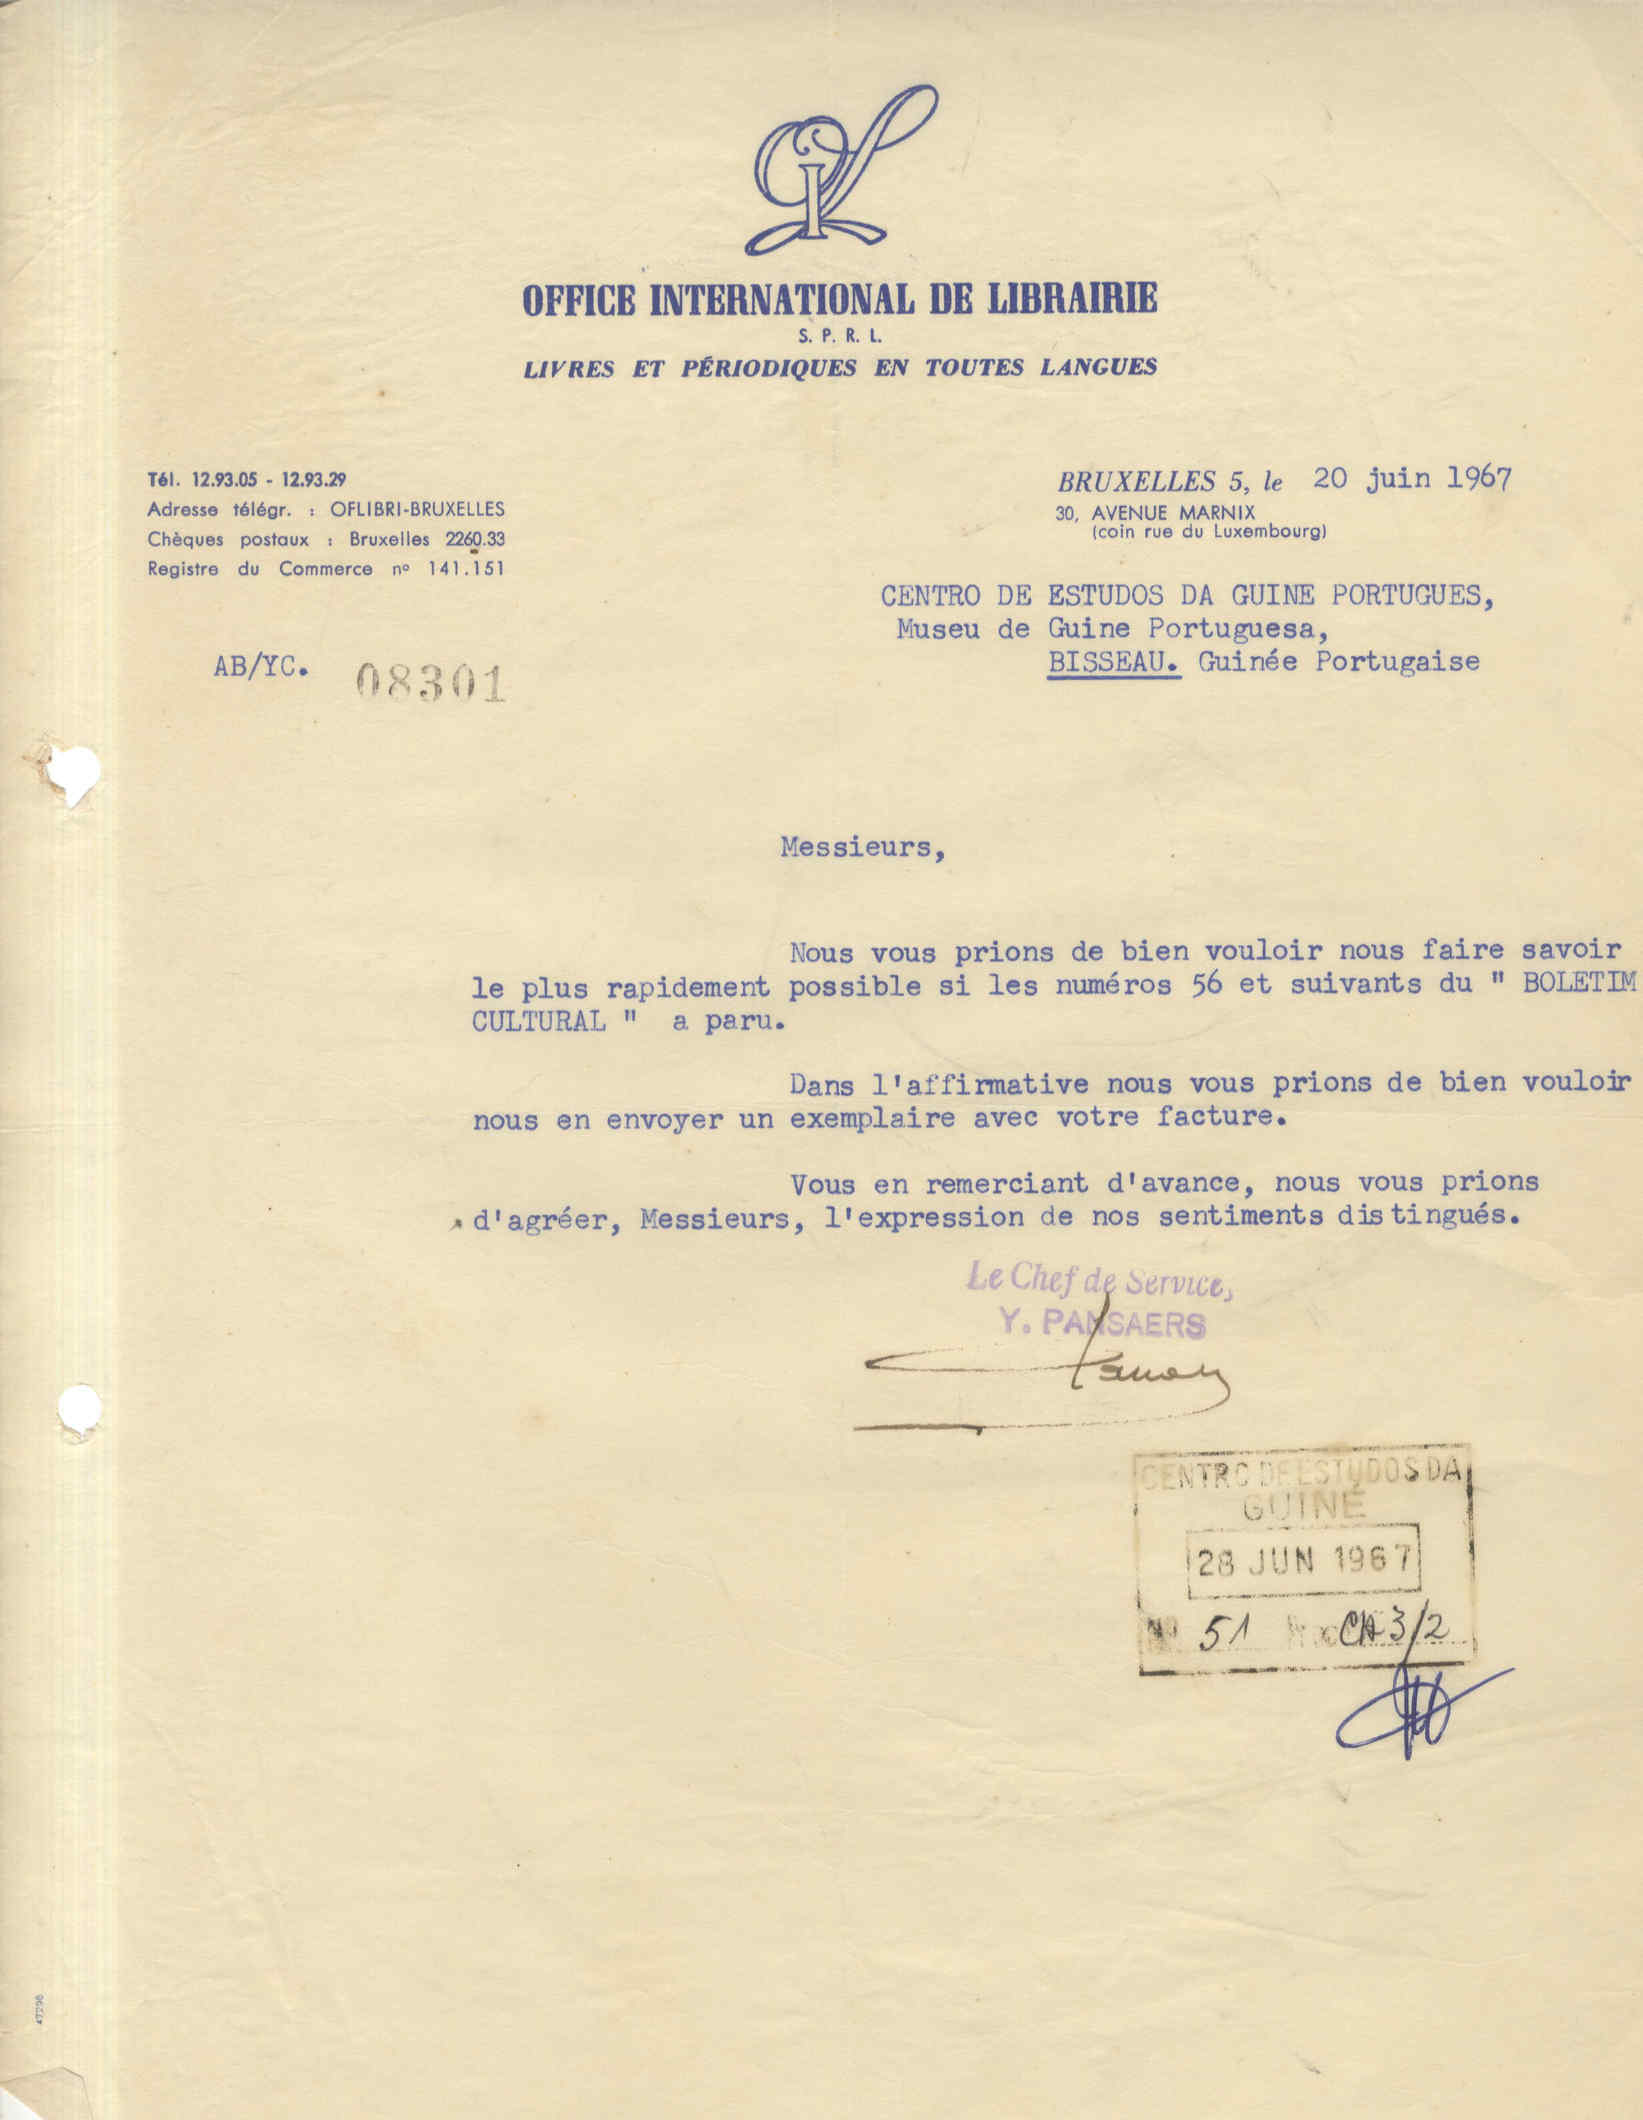 OFFICE INTERNATIONAL DE LIBRAIRIE
S. P. R. L.
LIVRES ET PÉRIODIQUES EN TOUTES LANGUES
Tél. 12.93.05 - 12.93.29
Adresse télégr. : OFLIBRI-BRUXELLES
Chèques postaux : Bruxelles 2260.33
Registre du Commerce nº 141.151
BRUXELLES 5, le 20 juin 1967
30, AVENUE MARNIX
(coin rue du Luxembourg)
CENTRO DE ESTUDOS DA GUINE PORTUGUES,
Museu de Guine Portuguesa,
BISSEAU. Guinée Portugaise
AB/YC. 08301
Messieurs,
Nous vous prions de bien vouloir nous faire savoir
le plus rapidement possible si les numéros 56 et suivants du " BOLETIM
CULTURAL " a paru.
Dans l'affirmative nous vous prions de bien vouloir
nous en envoyer un exemplaire avec votre facture.
Vous en remerciant d'avance, nous vous prions
d'agréer, Messieurs, l'expression de nos sentiments distingués.
Le Chef de Service,
Y. PANSAERS
CENTRO DE ESTUDOS DA
GUINÉ
28 JUN 1967
Nº 51 CA 3/2
47296